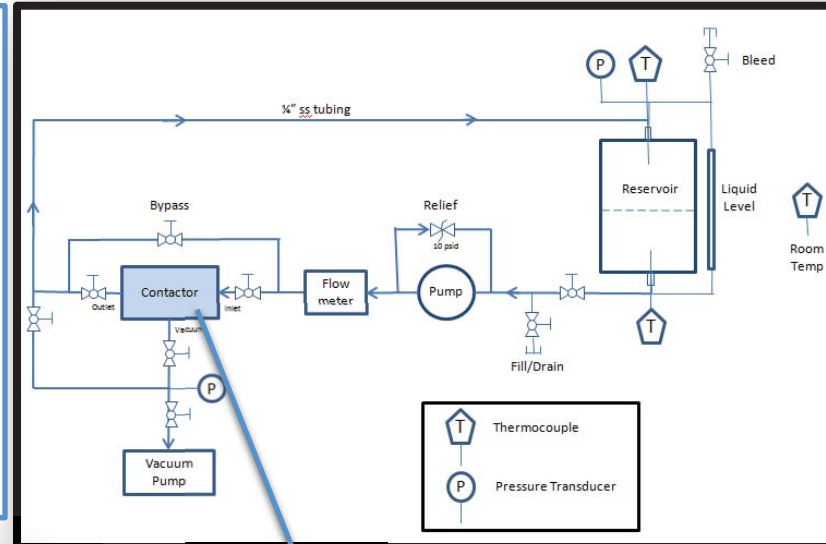 P
T
Bleed
¼" ss tubing
Reservoir
Liquid
Level
T
Room
Temp
Bypass
Relief
10 psid
Contactor
Flow
meter
Pump
Outlet
Inlet
Vacuum
T
Fill/Drain
P
Vacuum
Pump
T
Thermocouple
P
Pressure Transducer